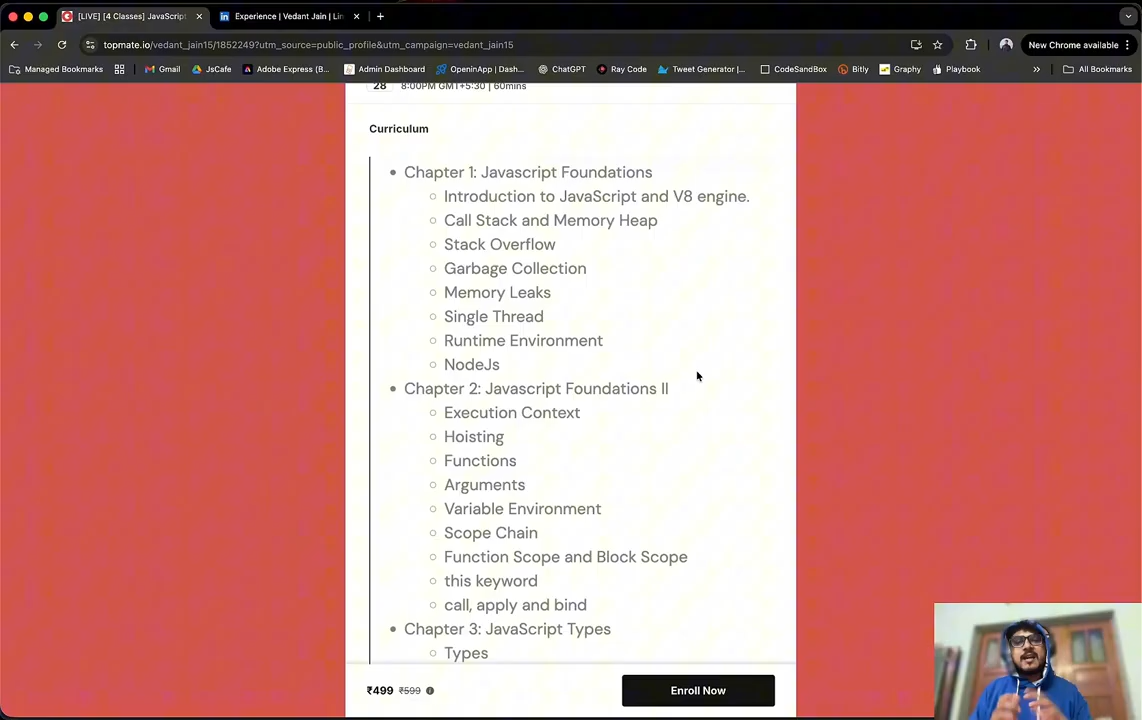 [LIVE] [4 Classes] JavaScript
Experience | Vedant Jain | Lin
topmate.io/vedant_jain15/1852249?utm_source=public_profile&utm_campaign=vedant_jain15
New Chrome available
Managed Bookmarks
Gmail
JsCafe
Adobe Express (B...
Admin Dashboard
OpeninApp | Dash...
ChatGPT
Ray Code
Tweet Generator |...
CodeSandBox
Bitly
Graphy
Playbook
All Bookmarks
28 8:00PM GMT+5:30 | 60mins
Curriculum
Chapter 1: Javascript Foundations
Introduction to JavaScript and V8 engine.
Call Stack and Memory Heap
Stack Overflow
Garbage Collection
Memory Leaks
Single Thread
Runtime Environment
NodeJs
Chapter 2: Javascript Foundations II
Execution Context
Hoisting
Functions
Arguments
Variable Environment
Scope Chain
Function Scope and Block Scope
this keyword
call, apply and bind
Chapter 3: JavaScript Types
Types
₹499 ₹599
Enroll Now